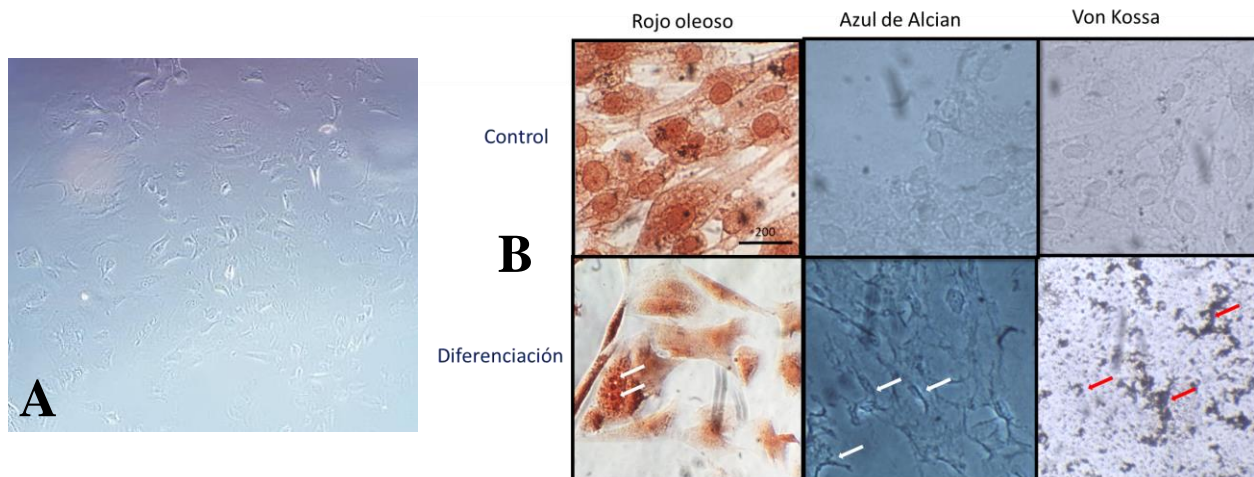 Rojo oleoso
Azul de Alcian
Von Kossa
Control
200
B
Diferenciación
A